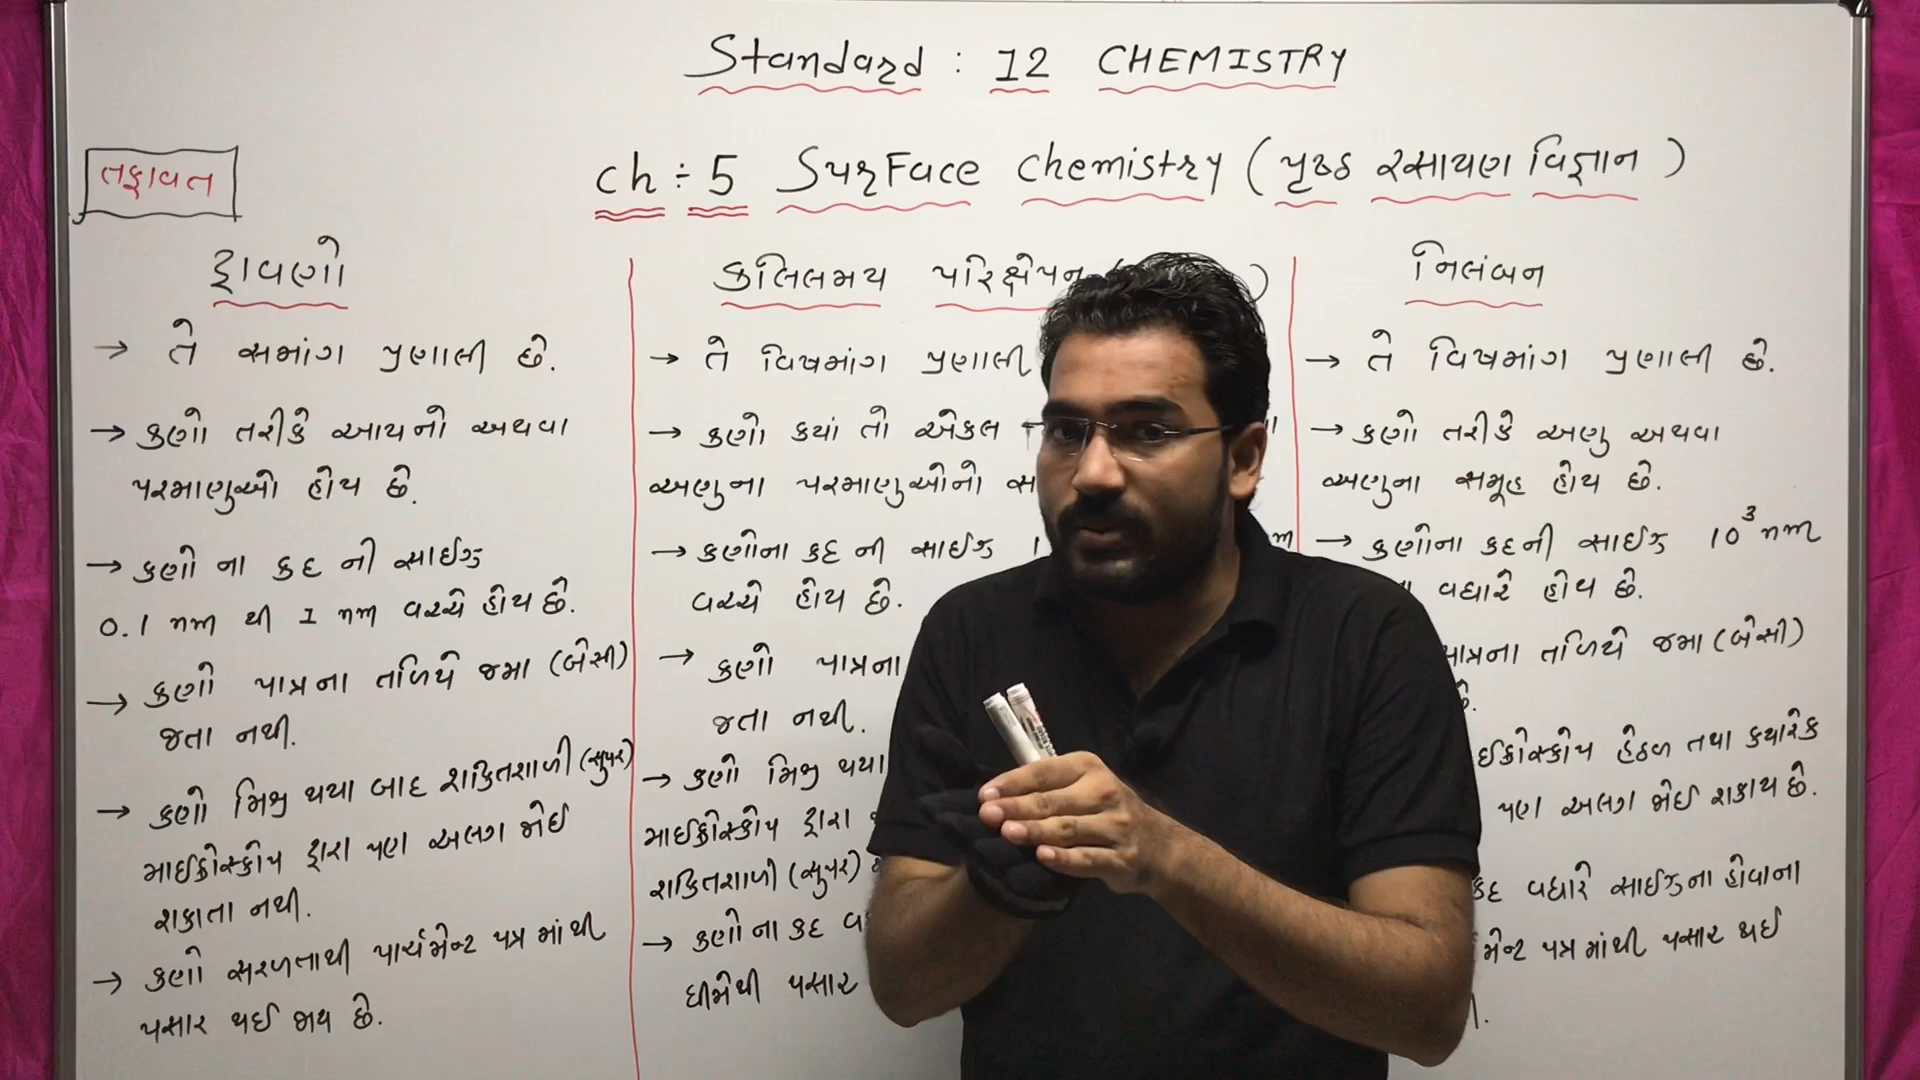 Standard : 12 CHEMISTRY
ch ÷ 5 Surface Chemistry (પૃષ્ઠ રસાયણ વિજ્ઞાન)
તફાવત
દ્રાવણો
→ તે સમાંગ પ્રણાલી છે.
→ કણો તરીકે આયનો અથવા
પરમાણુઓ હોય છે.
→ કણો ના કદ ની સાઈઝ
0.1 nm થી 1 nm વચ્ચે હોય છે.
→ કણો પાત્રના તળિયે જમા (બેસી)
જતા નથી.
→ કણો મિશ્ર થયા બાદ શક્તિશાળી (સુપર)
માઈક્રોસ્કોપ દ્વારા પણ અલગ જોઈ
શકાતા નથી.
→ કણો સરળતાથી પાર્ચમેન્ટ પત્ર માંથી
પસાર થઈ જાય છે.
કલિલમય પરિક્ષેપન
→ તે વિષમાંગ પ્રણાલી
→ કણો કયાં તો એકલ
અણુના પરમાણુઓનો
→ કણોના કદ ની સાઈઝ 1 nm
વચ્ચે હોય છે.
→ કણો પાત્રના
જતા નથી.
→ કણો મિશ્ર થયા
માઈક્રોસ્કોપ દ્વારા
શક્તિશાળી (સુપર)
→ કણો ના કદ
ધીમેથી પસાર
નિલંબન
→ તે વિષમાંગ પ્રણાલી છે.
→ કણો તરીકે અણુ અથવા
અણુના સમૂહ હોય છે.
→ કણોના કદની સાઈઝ 10³ nm
વધારે હોય છે.
પાત્રના તળિયે જમા (બેસી)
ઈક્રોસ્કોપ હેઠળ તથા ક્યારેક
પણ અલગ જોઈ શકાય છે.
કદ વધારે સાઈઝના હોવાના
મેન્ટ પત્ર માંથી પસાર થઈ